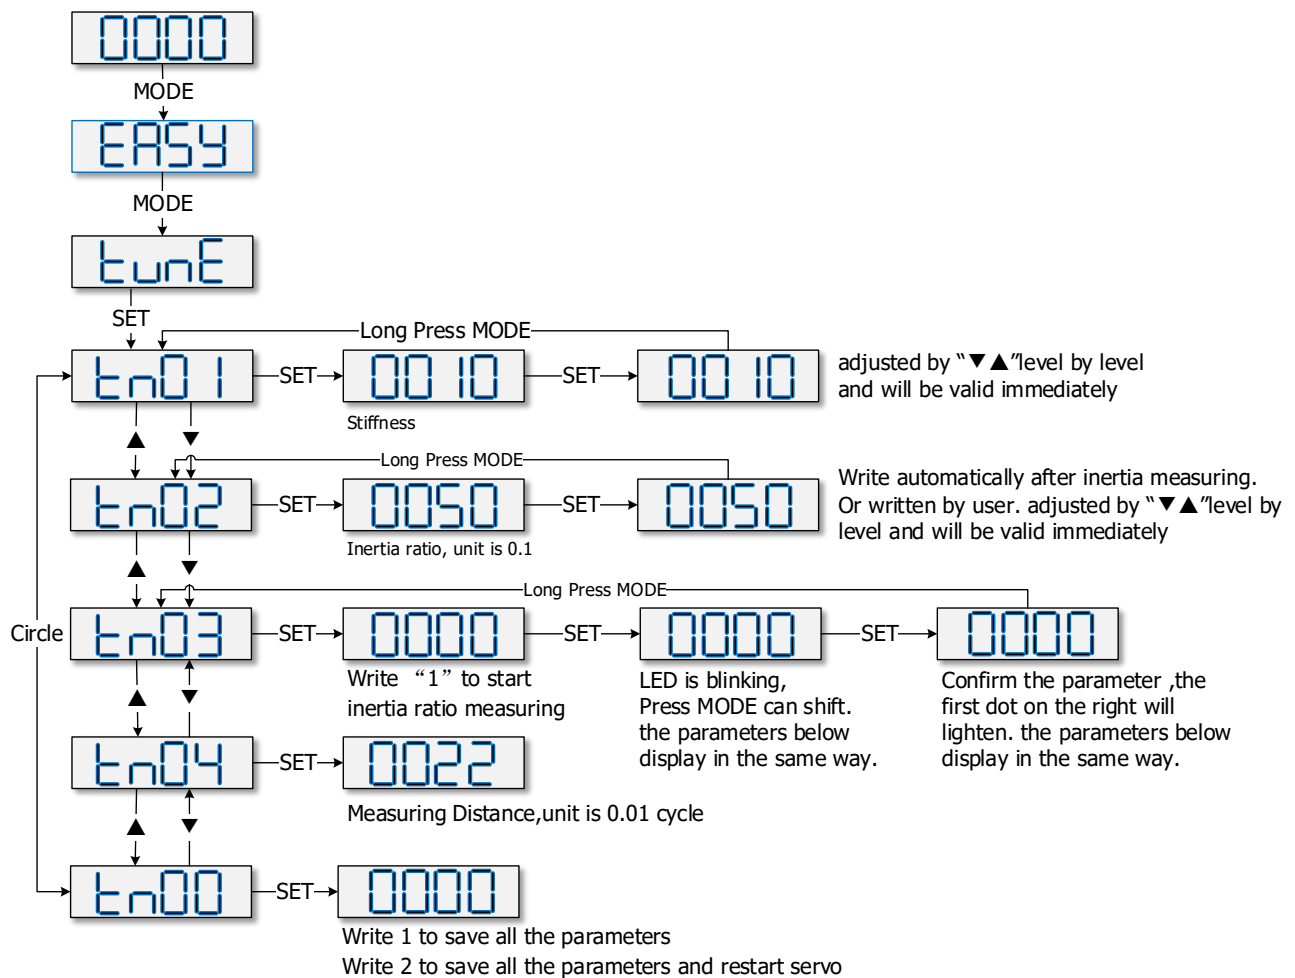 0000
MODE
EASY
MODE
tunE
SET
Long Press MODE
tn01
SET
0010
SET
0010
adjusted by “▼▲”level by level
and will be valid immediately
Stiffness
▲
▼
Long Press MODE
tn02
SET
0050
SET
0050
Write automatically after inertia measuring.
Or written by user. adjusted by “▼▲”level by
level and will be valid immediately
Inertia ratio, unit is 0.1
▲
▼
Long Press MODE
Circle
tn03
SET
0000
SET
0000
SET
0000
Write “1” to start
inertia ratio measuring
LED is blinking,
Press MODE can shift.
the parameters below
display in the same way.
Confirm the parameter ,the
first dot on the right will
lighten. the parameters below
display in the same way.
▲
▼
tn04
SET
0022
Measuring Distance,unit is 0.01 cycle
▲
▼
tn00
SET
0000
Write 1 to save all the parameters
Write 2 to save all the parameters and restart servo